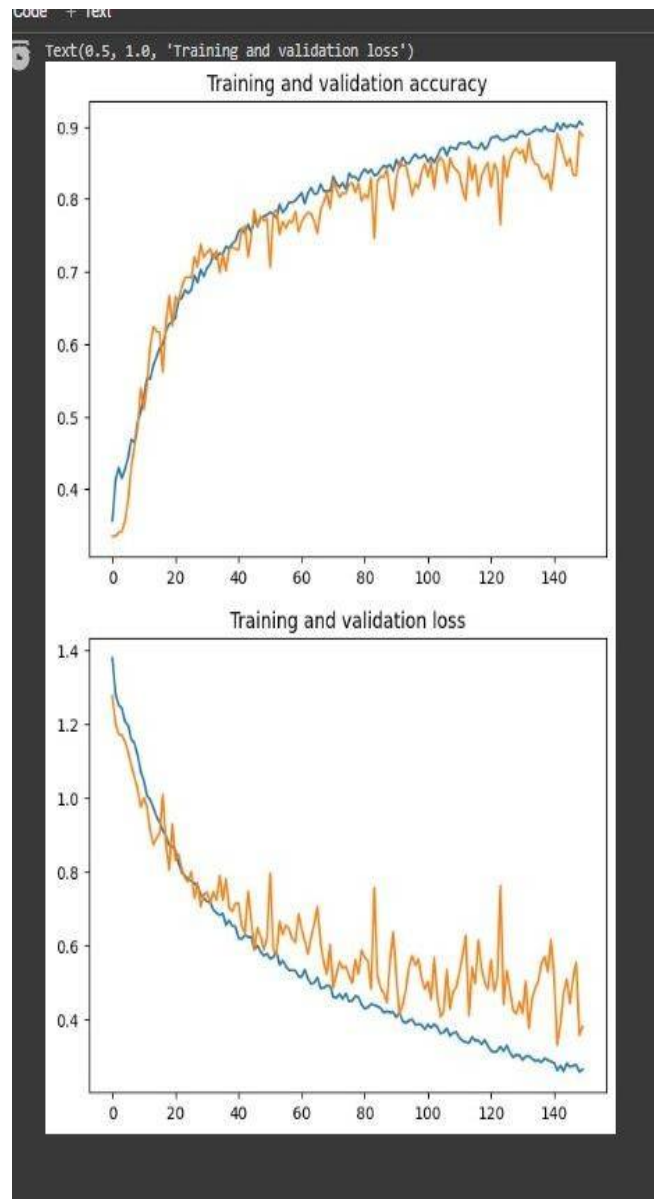 Code + Text
Text(0.5, 1.0, 'Training and validation loss')
Training and validation accuracy
0.9
0.8
0.7
0.6
0.5
0.4
0 20 40 60 80 100 120 140
Training and validation loss
1.4
1.2
1.0
0.8
0.6
0.4
0 20 40 60 80 100 120 140